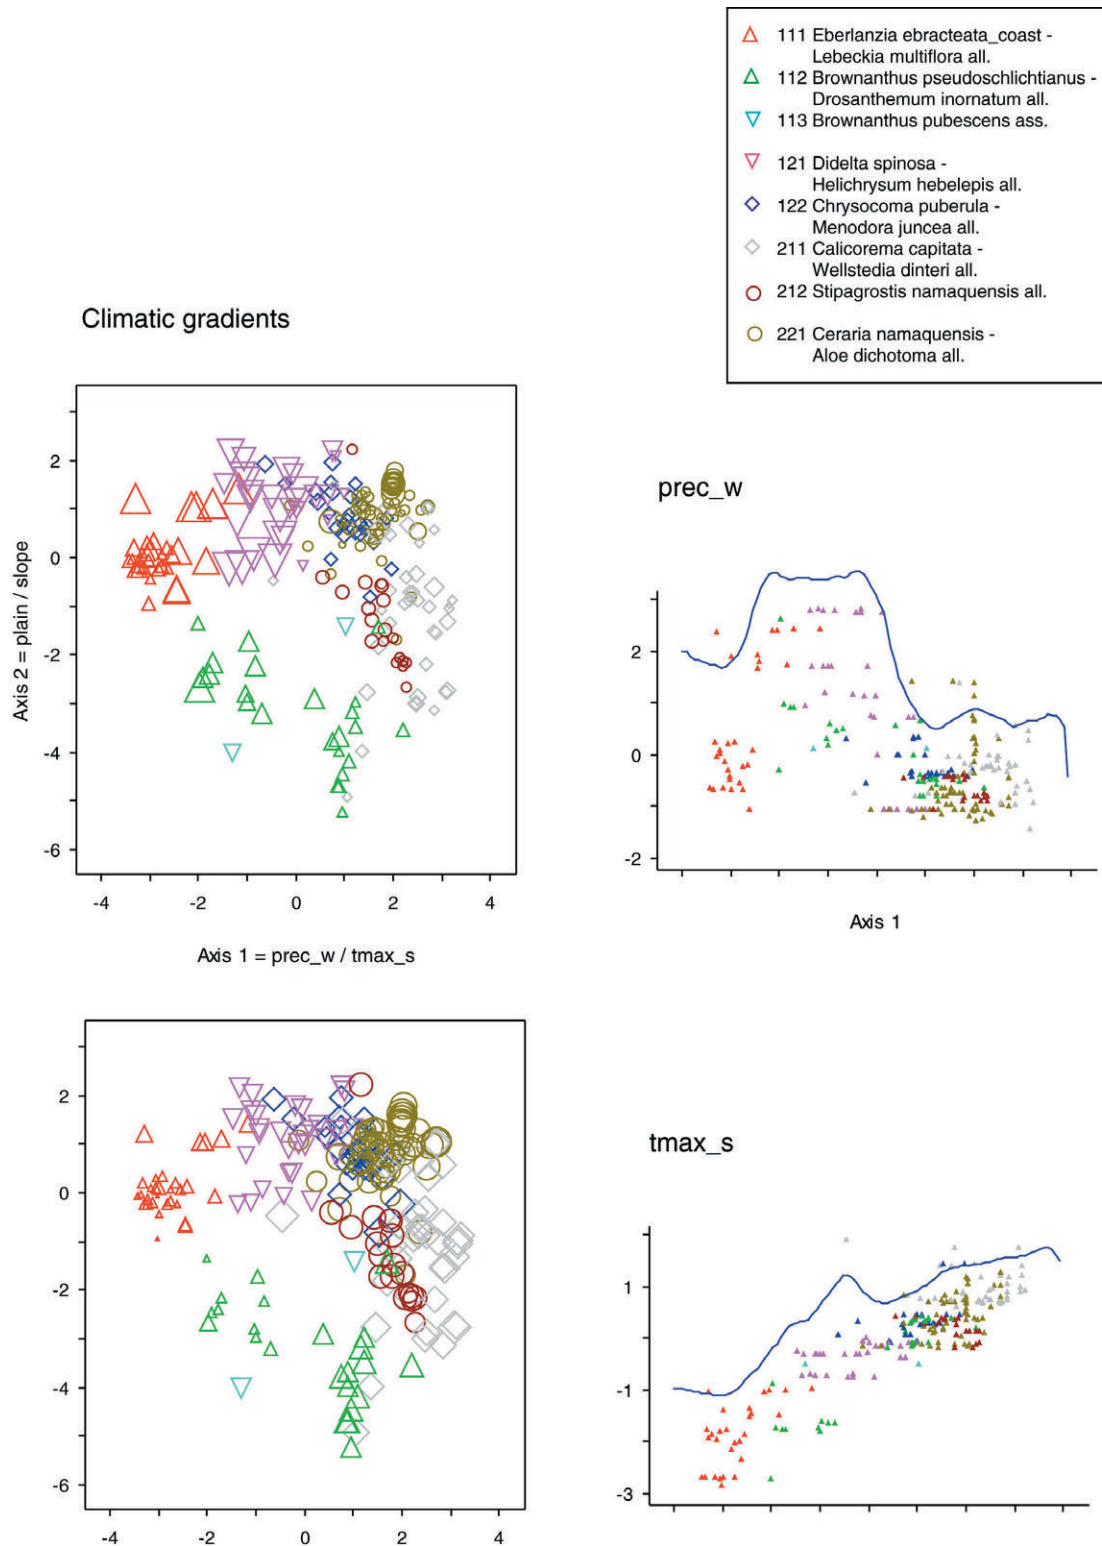 111 Eberlanzia ebracteata_coast -
Lebeckia multiflora all.
112 Brownanthus pseudoschlichtianus -
Drosanthemum inornatum all.
113 Brownanthus pubescens ass.
121 Didelta spinosa -
Helichrysum hebelepis all.
122 Chrysocoma puberula -
Menodora juncea all.
211 Calicorema capitata -
Wellstedia dinteri all.
212 Stipagrostis namaquensis all.
221 Ceraria namaquensis -
Aloe dichotoma all.
Climatic gradients
2
0
-2
-4
-6
Axis 2 = plain / slope
-4 -2 0 2 4
Axis 1 = prec_w / tmax_s
prec_w
2
0
-2
Axis 1
2
0
-2
-4
-6
-4 -2 0 2 4
tmax_s
1
-1
-3